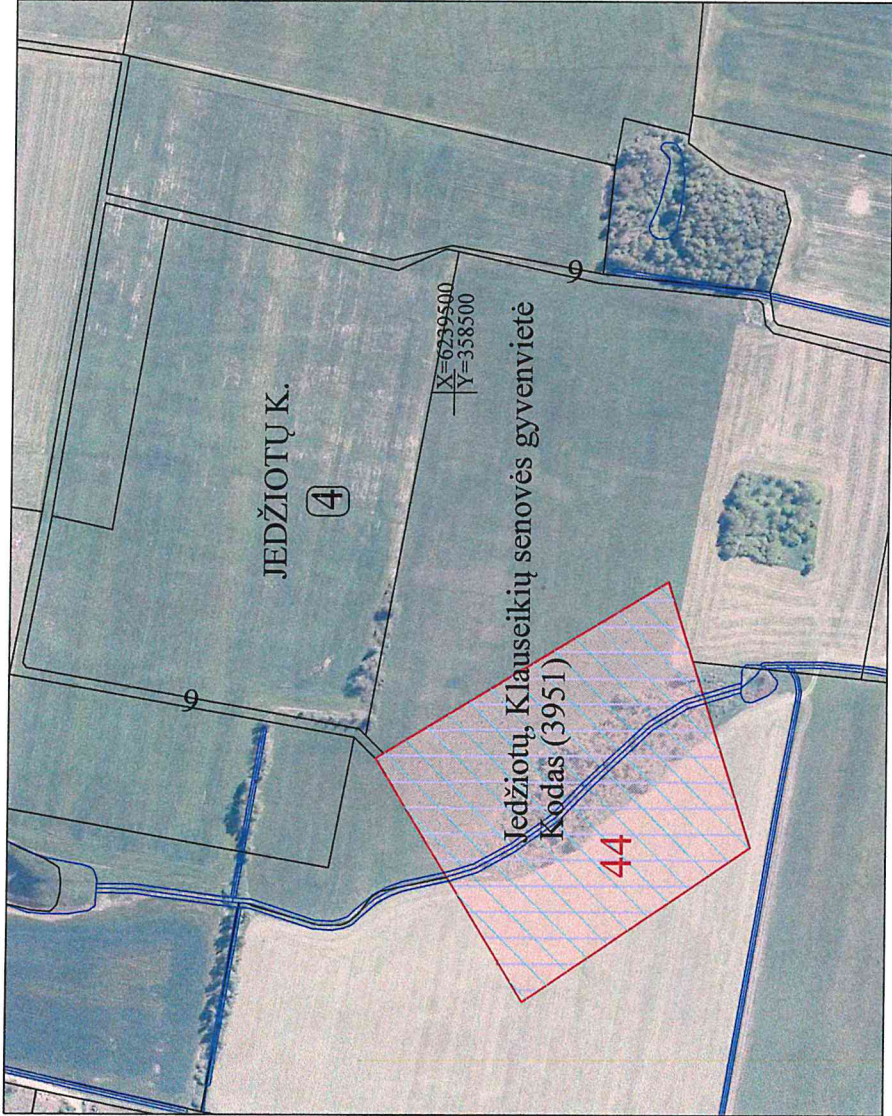 JEDŽIOTŲ K.
4
X=6239500
Y=358500
9
9
Jedžiotų, Klauseikių senovės gyvenvietė
Kodas (3951)
44